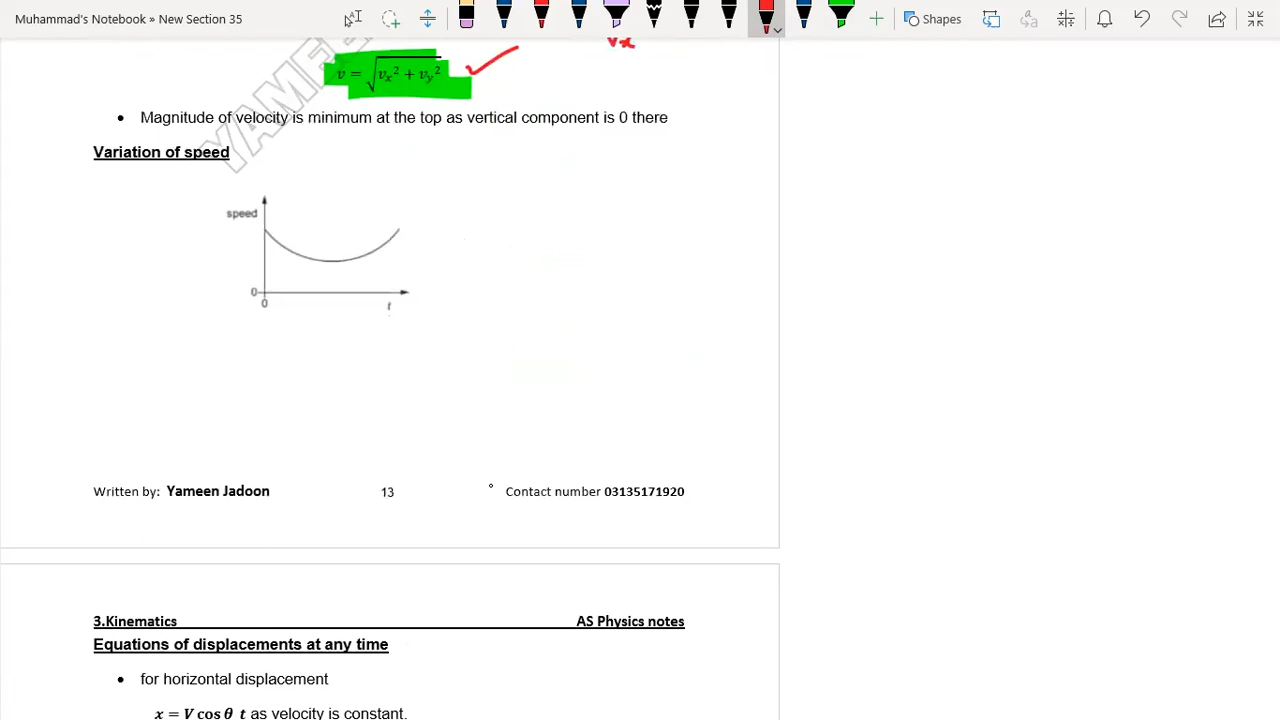 Muhammad's Notebook » New Section 35
Shapes
vx
v = √vx² + vy²
• Magnitude of velocity is minimum at the top as vertical component is 0 there
Variation of speed
speed
0
0
t
Written by: Yameen Jadoon 13 Contact number 03135171920
3.Kinematics AS Physics notes
Equations of displacements at any time
• for horizontal displacement
x = V cos θ t as velocity is constant.